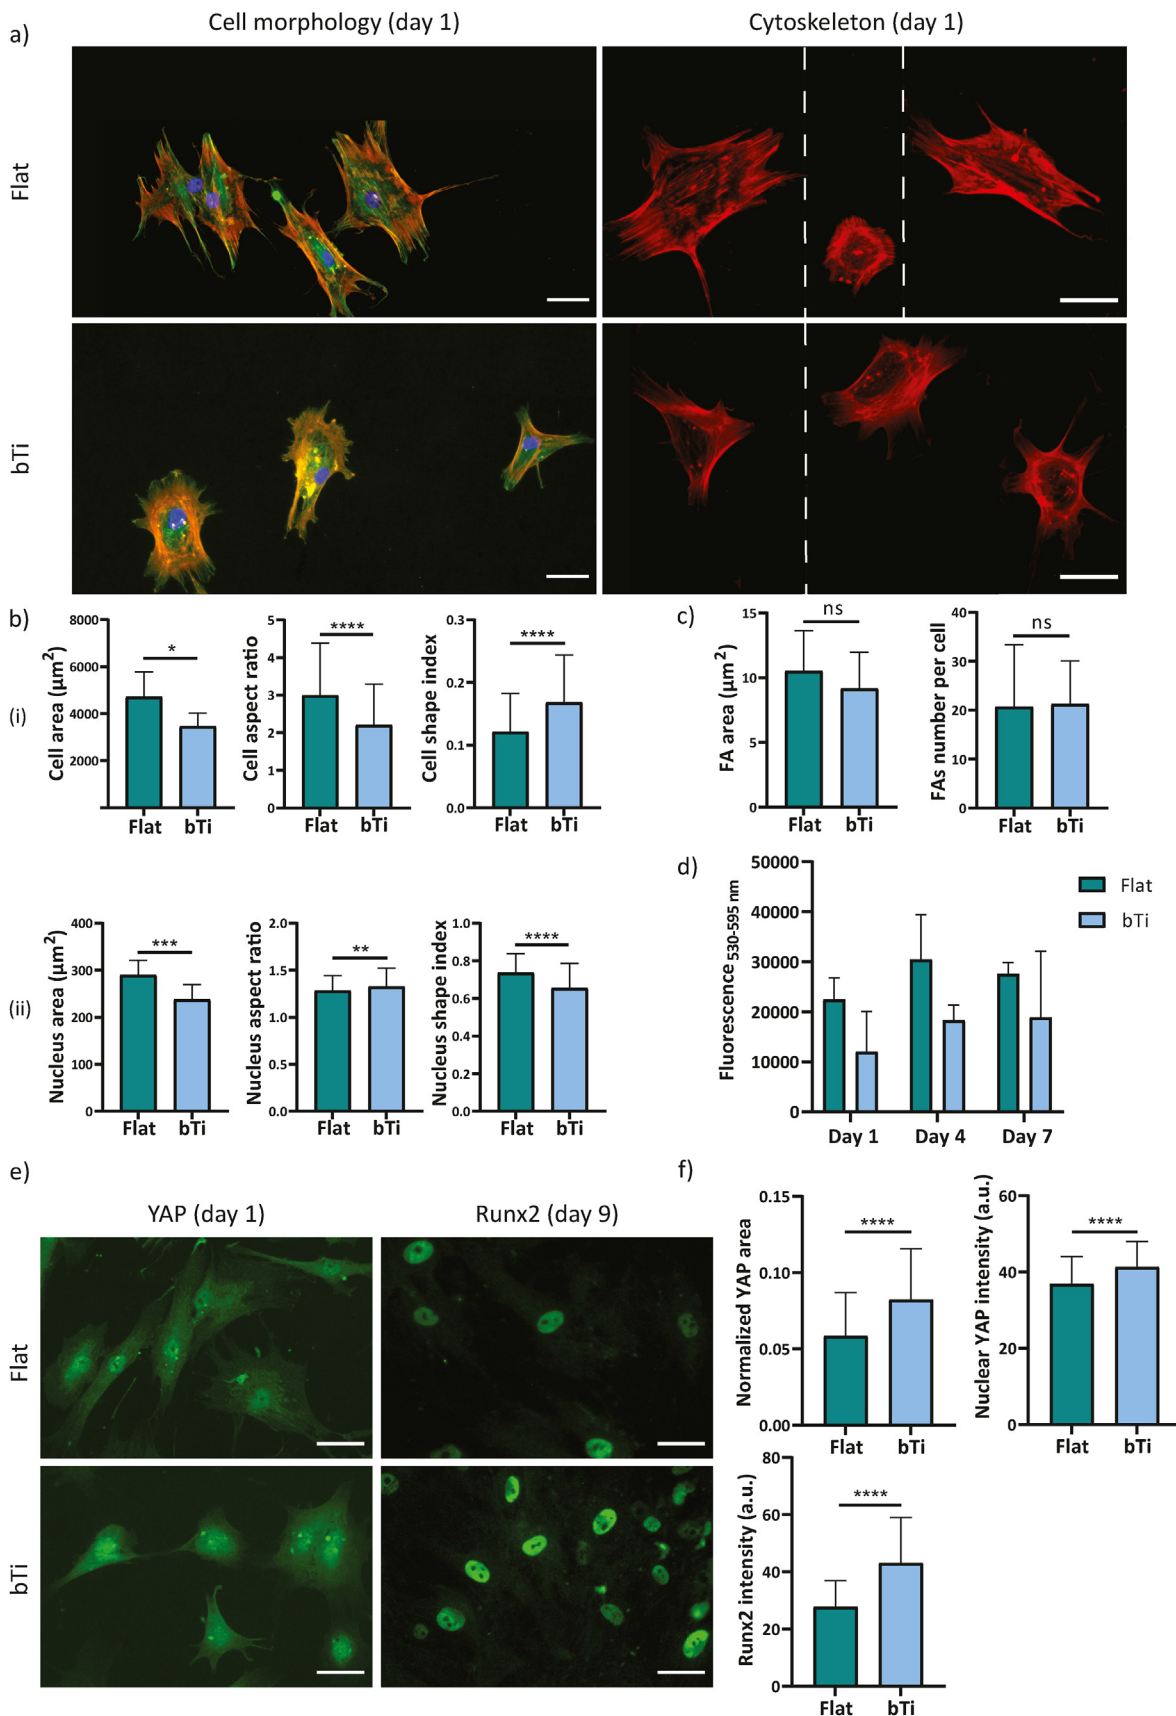 a)
Cell morphology (day 1)
Cytoskeleton (day 1)
Flat
bTi
b)
(i)
Cell area (µm²)
8000
6000
4000
2000
*
Flat bTi
Cell aspect ratio
5
4
3
2
1
0
****
Flat bTi
Cell shape index
0.3
0.2
0.1
0.0
****
Flat bTi
c)
FA area (µm²)
15
10
5
0
ns
Flat bTi
FAs number per cell
40
30
20
10
0
ns
Flat bTi
(ii)
Nucleus area (µm²)
400
300
200
100
0
***
Flat bTi
Nucleus aspect ratio
2.0
1.5
1.0
0.5
0.0
**
Flat bTi
Nucleus shape index
1.0
0.8
0.6
0.4
0.2
0.0
****
Flat bTi
d)
Fluorescence 530-595 nm
50000
40000
30000
20000
10000
0
Day 1 Day 4 Day 7
Flat
bTi
e)
YAP (day 1)
Runx2 (day 9)
Flat
bTi
f)
Normalized YAP area
0.15
0.10
0.05
0.00
****
Flat bTi
Nuclear YAP intensity (a.u.)
60
40
20
0
****
Flat bTi
Runx2 intensity (a.u.)
80
60
40
20
0
****
Flat bTi